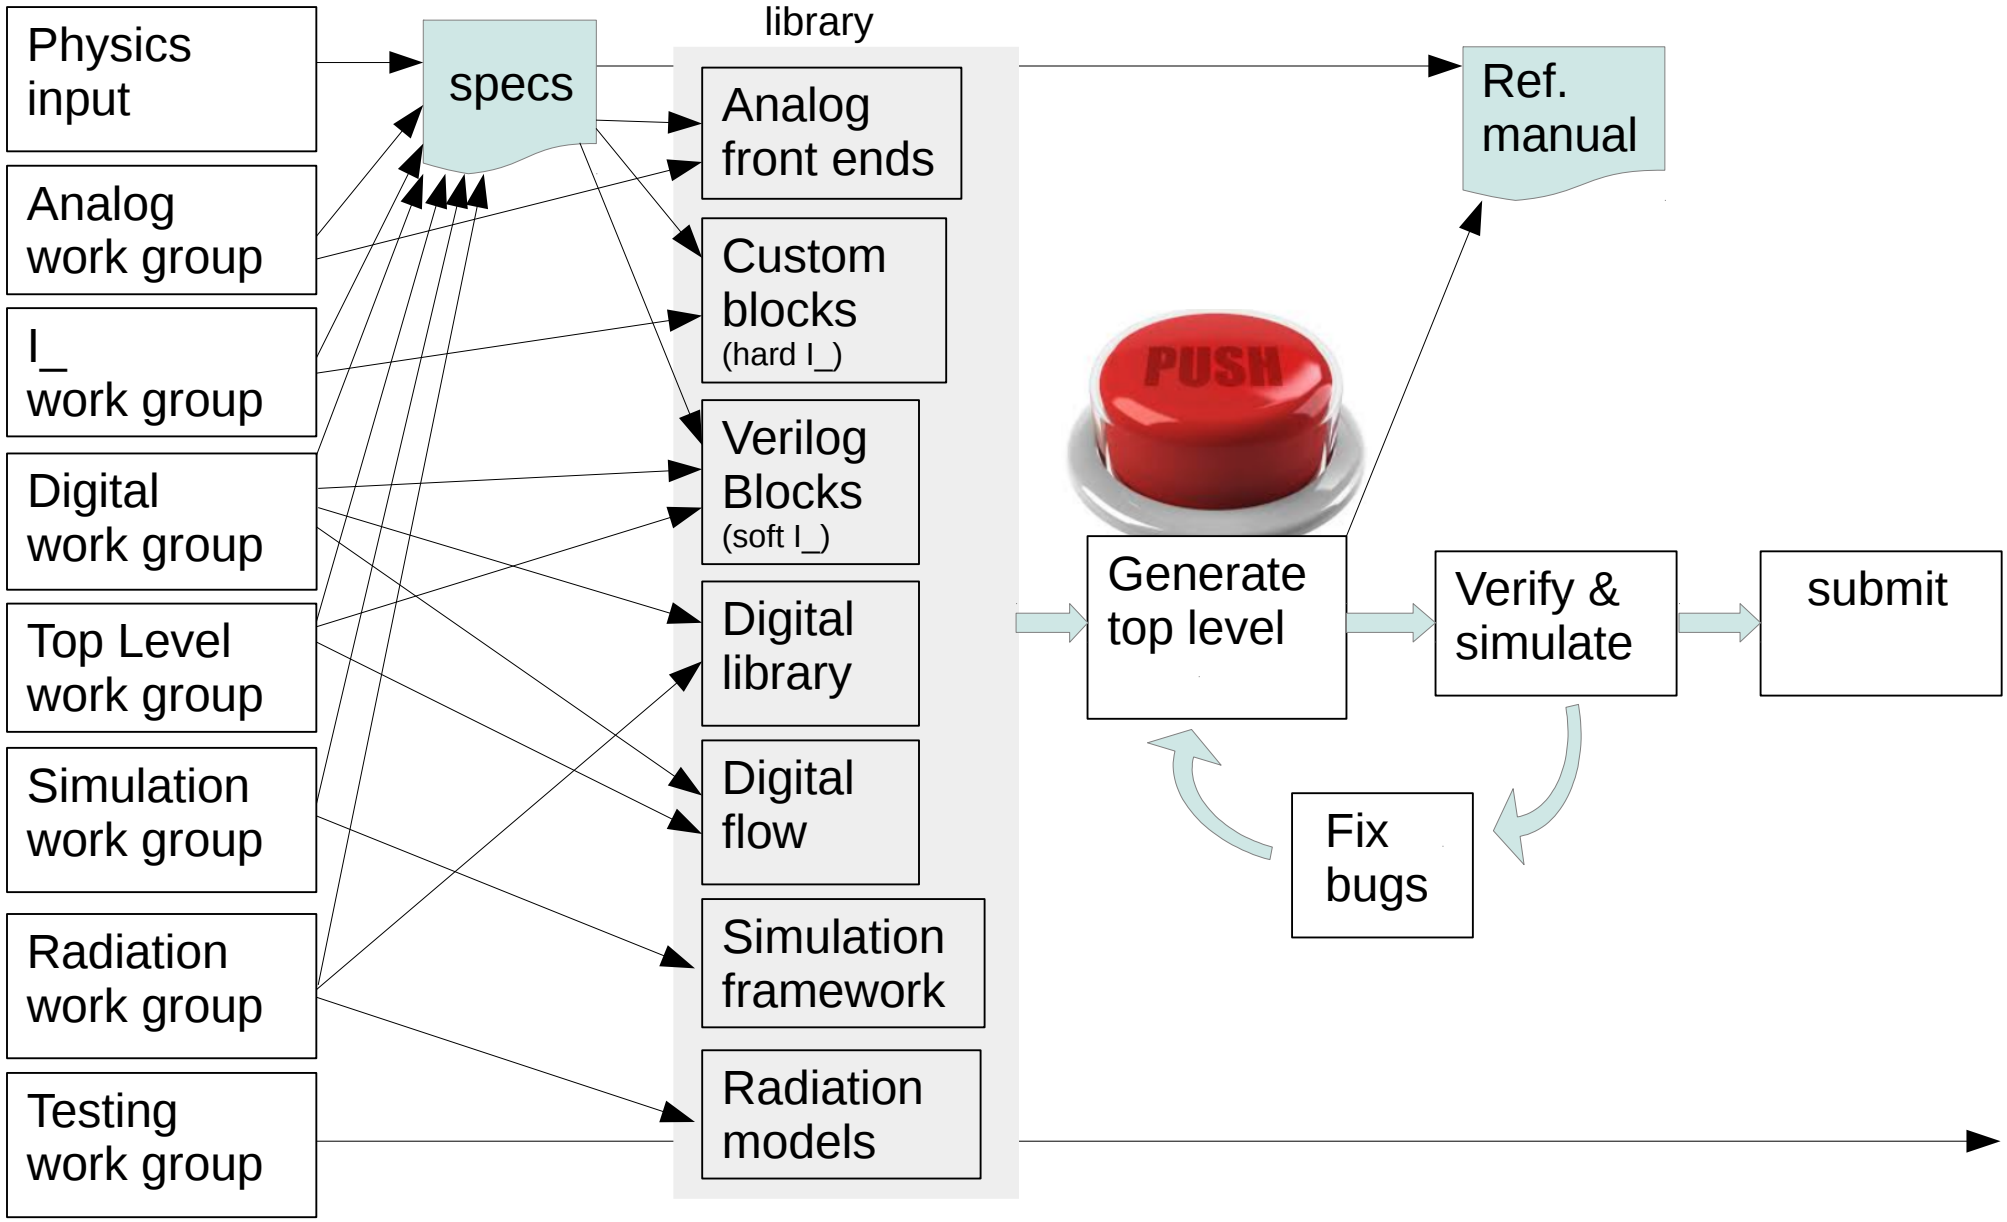 Physics
input
Analog
work group
I_
work group
Digital
work group
Top Level
work group
Simulation
work group
Radiation
work group
Testing
work group
specs
library
Analog
front ends
Custom
blocks
(hard I_)
Verilog
Blocks
(soft I_)
Digital
library
Digital
flow
Simulation
framework
Radiation
models
PUSH
Generate
top level
Ref.
manual
Verify &
simulate
submit
Fix
bugs